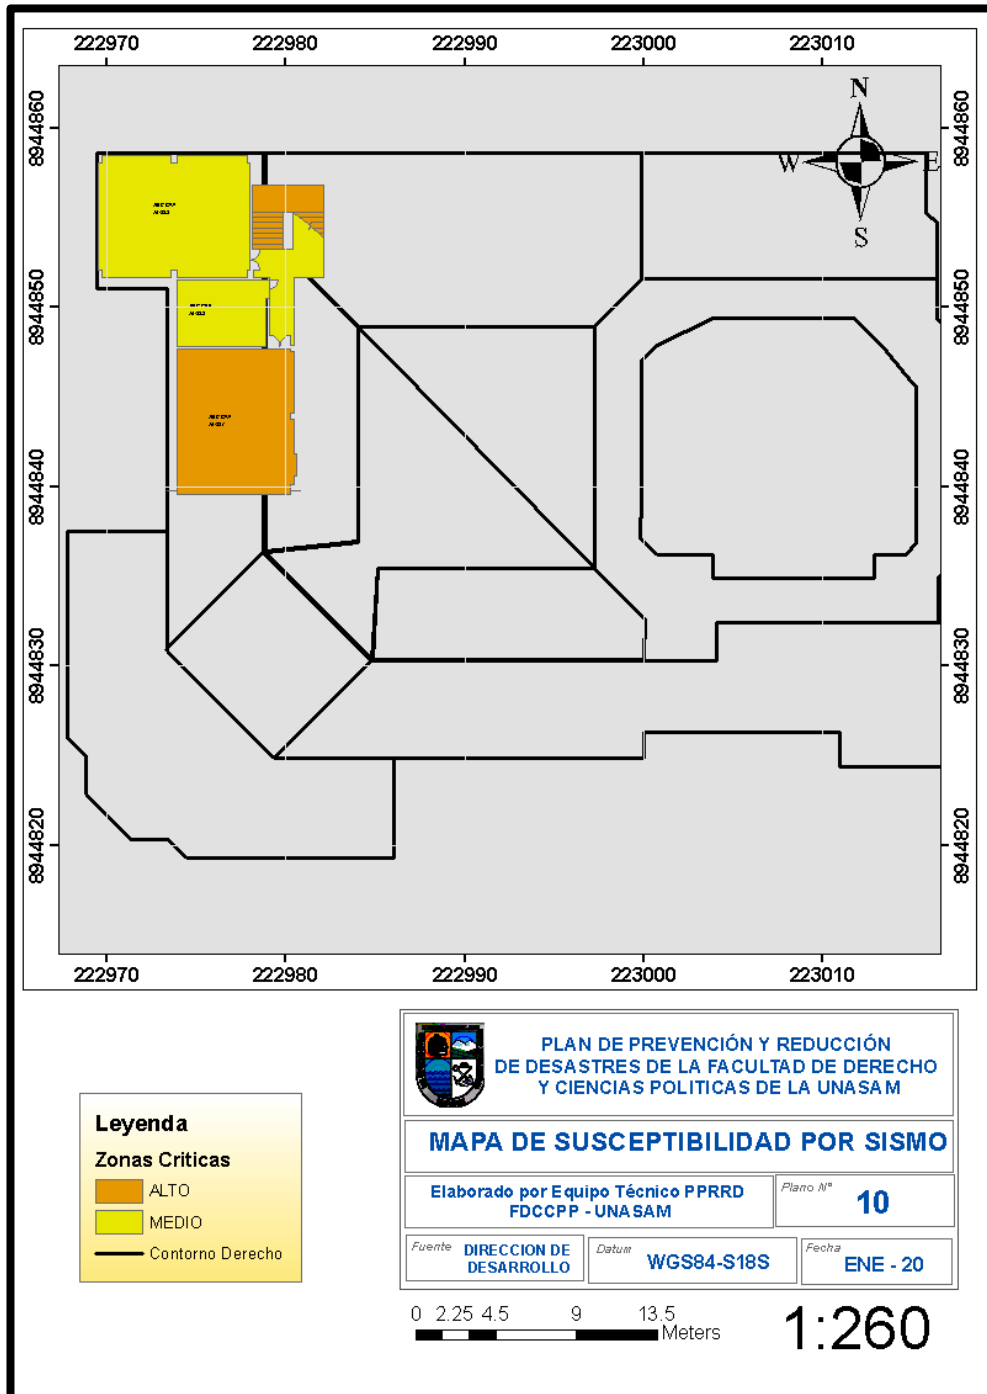 222970 222980 222990 223000 223010
8944860 8944860
N
W E
S
8944850 8944850
8944840 8944840
8944830 8944830
8944820 8944820
222970 222980 222990 223000 223010
PLAN DE PREVENCIÓN Y REDUCCIÓN
DE DESASTRES DE LA FACULTAD DE DERECHO
Y CIENCIAS POLITICAS DE LA UNASAM
MAPA DE SUSCEPTIBILIDAD POR SISMO
Elaborado por Equipo Técnico PPRRD
FDCCPP - UNASAM
Plano N°
10
Fuente
DIRECCION DE
DESARROLLO
Datum
WGS84-S18S
Fecha
ENE - 20
Leyenda
Zonas Criticas
ALTO
MEDIO
Contorno Derecho
0 2.25 4.5 9 13.5
Meters
1:260